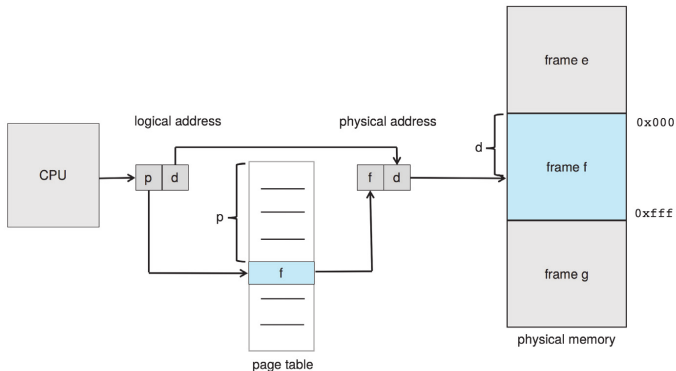 frame e
logical address
physical address
0x000
d
CPU
p
d
f
d
frame f
p
0xfff
f
frame g
physical memory
page table